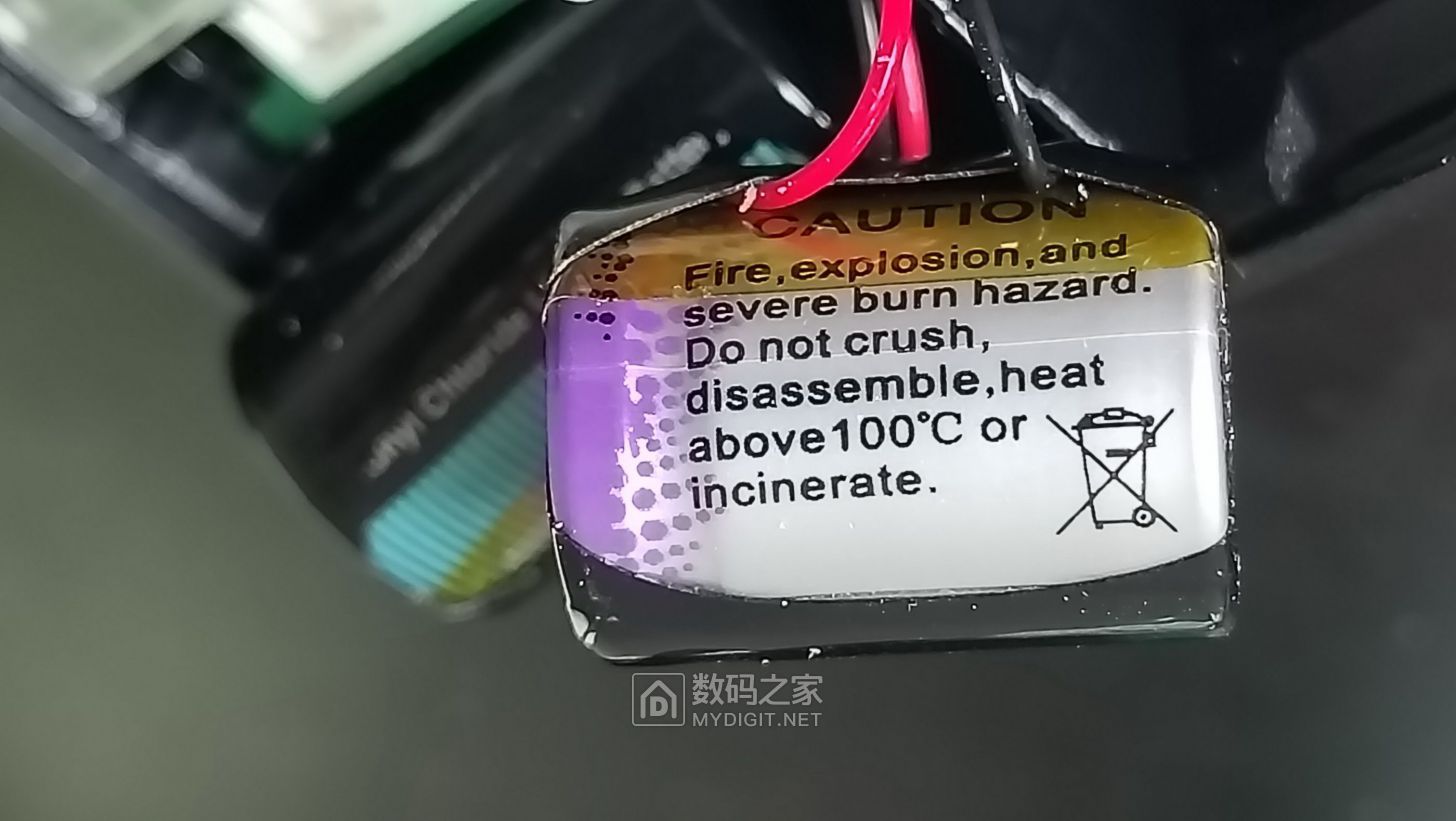 CAUTION
Fire,explosion,and
severe burn hazard.
Do not crush,
disassemble,heat
above100℃ or
incinerate.
Chloride
数码之家
MYDIGIT.NET